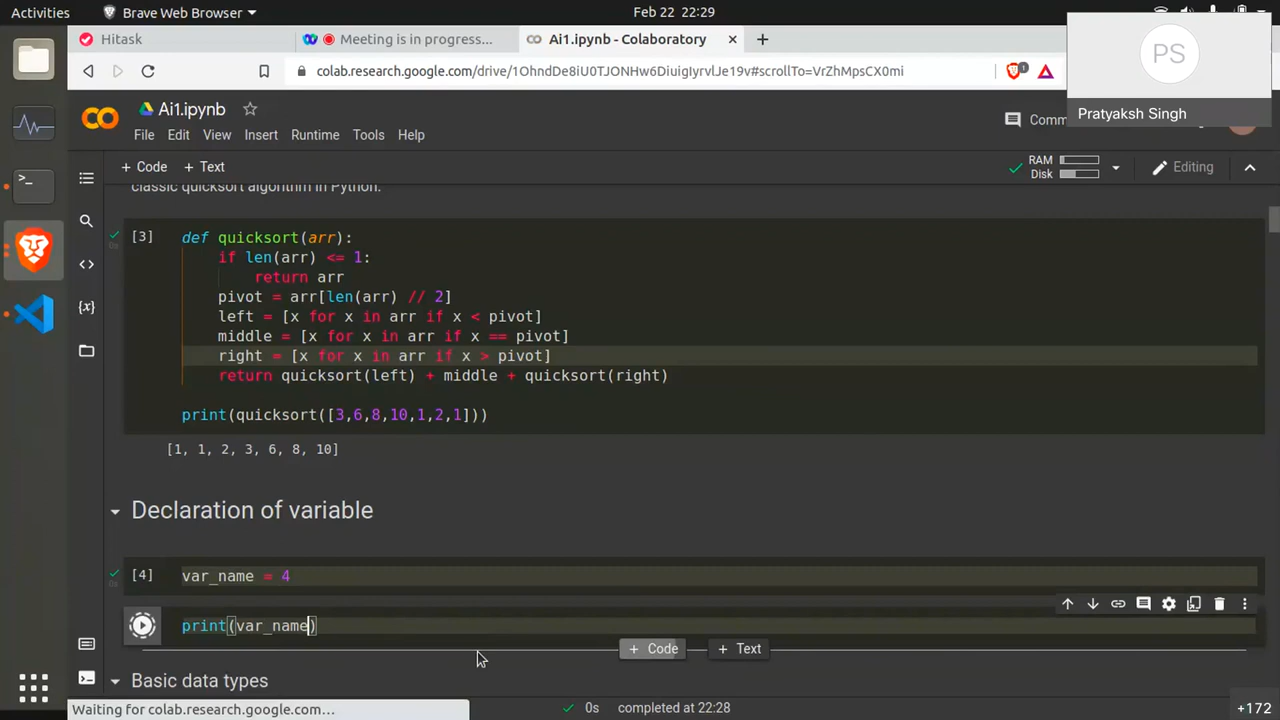 Activities
Brave Web Browser
Feb 22 22:29
Hitask
Meeting is in progress...
Ai1.ipynb - Colaboratory
colab.research.google.com/drive/1OhndDe8iU0TJONHw6DiuigIyrvlJe19v#scrollTo=VrZhMpsCX0mi
1
PS
Pratyaksh Singh
Ai1.ipynb
File Edit View Insert Runtime Tools Help
Comm
+ Code + Text
RAM
Disk
Editing
classic quicksort algorithm in Python.
[3]
0s
def quicksort(arr):
if len(arr) <= 1:
return arr
pivot = arr[len(arr) // 2]
left = [x for x in arr if x < pivot]
middle = [x for x in arr if x == pivot]
right = [x for x in arr if x > pivot]
return quicksort(left) + middle + quicksort(right)
print(quicksort([3,6,8,10,1,2,1]))
[1, 1, 2, 3, 6, 8, 10]
Declaration of variable
[4] var_name = 4
0s
print(var_name)
+ Code + Text
Basic data types
Waiting for colab.research.google.com...
0s completed at 22:28
+172